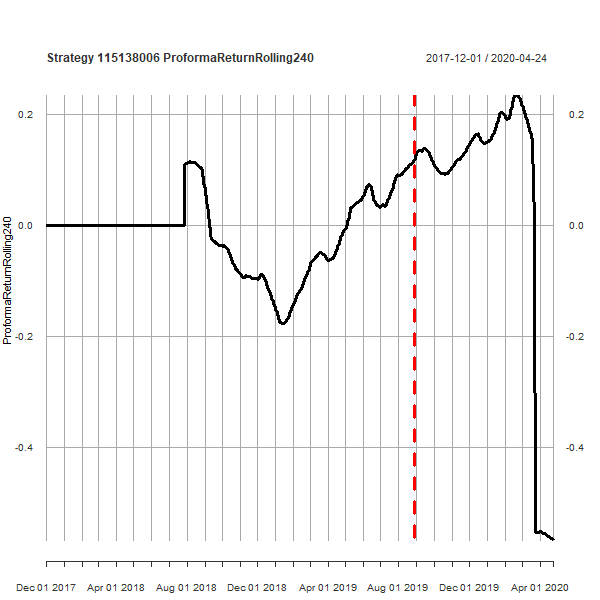 Strategy 115138006 ProformaReturnRolling240
2017-12-01 / 2020-04-24
ProformaReturnRolling240
0.2 0.2
0.0 0.0
-0.2 -0.2
-0.4 -0.4
Dec 01 2017 Apr 01 2018 Aug 01 2018 Dec 01 2018 Apr 01 2019 Aug 01 2019 Dec 01 2019 Apr 01 2020